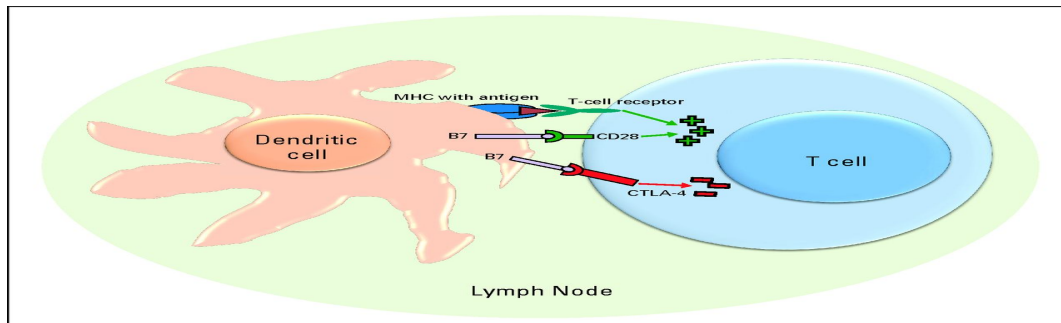 MHC with antigen
T-cell receptor
B7
CD28
B7
CTLA-4
Dendritic
cell
T cell
Lymph Node